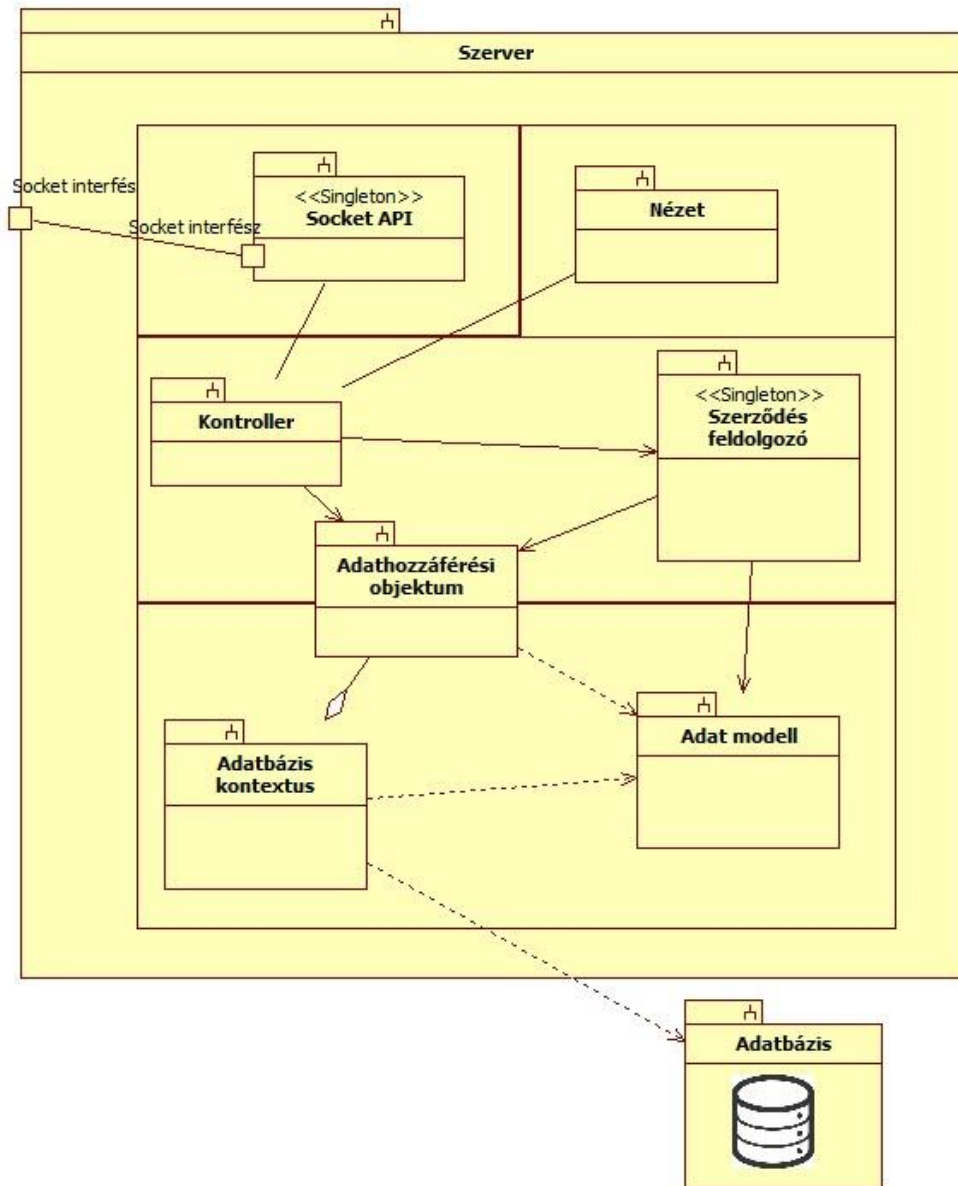 Szerver
Socket interfés
Socket interfész
<<Singleton>>
Socket API
Nézet
Kontroller
<<Singleton>>
Szerződés
feldolgozó
Adathozzáférési
objektum
Adatbázis
kontextus
Adat modell
Adatbázis